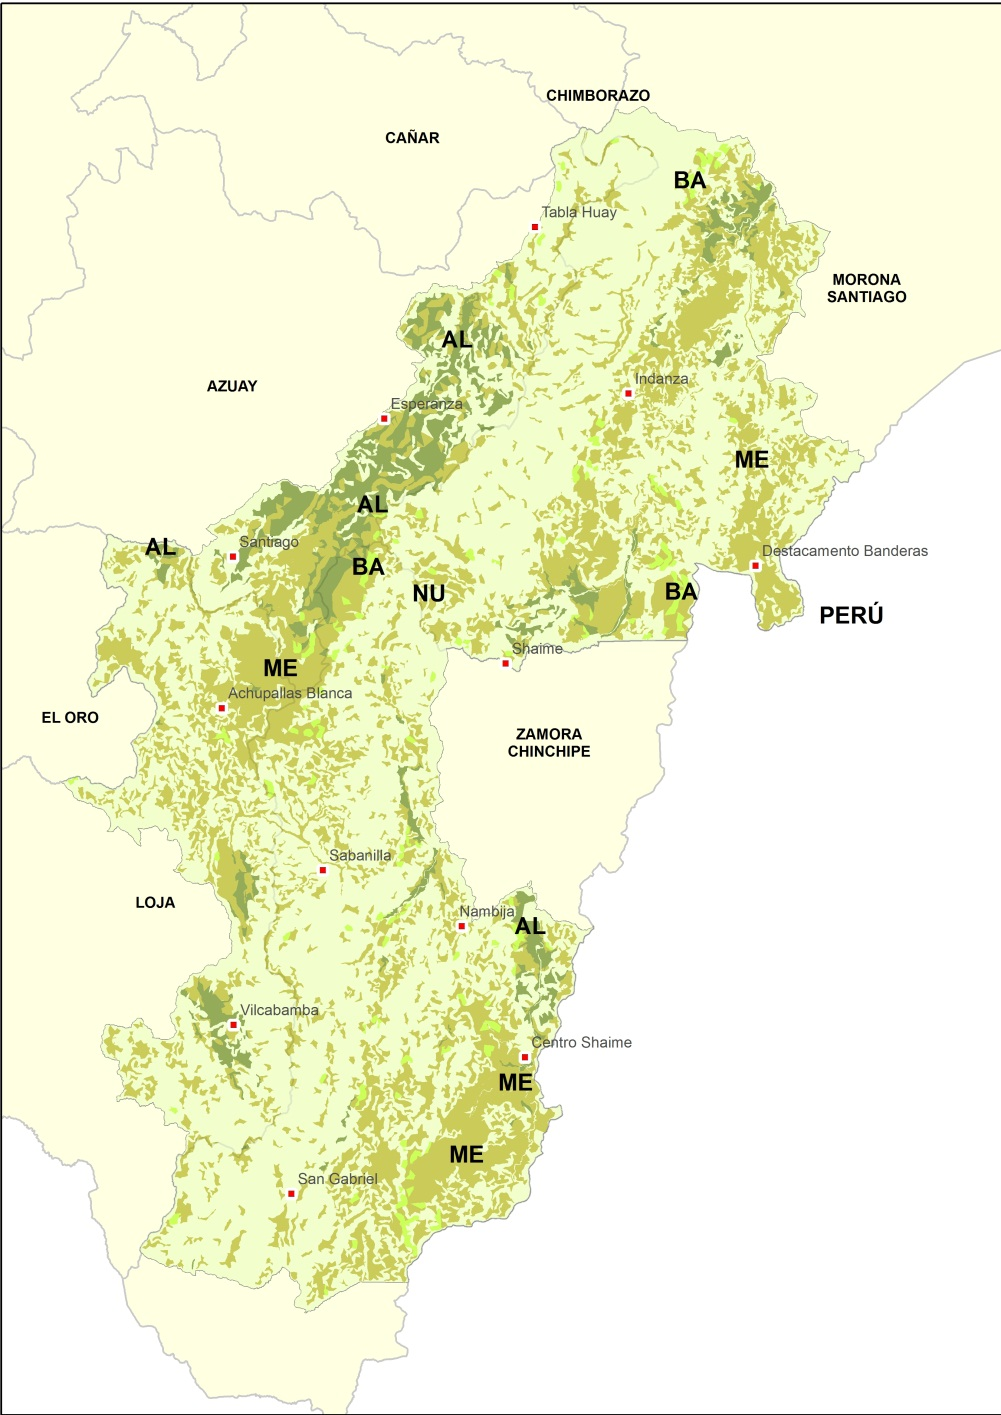 CHIMBORAZO
CAÑAR
BA
Tabla Huay
MORONA
SANTIAGO
AL
Indanza
AZUAY
Esperanza
ME
AL
Santiago
AL
Destacamento Banderas
BA
NU
BA
PERÚ
Shaime
ME
Achupallas Blanca
EL ORO
ZAMORA
CHINCHIPE
Sabanilla
LOJA
Nambija
AL
Vilcabamba
Centro Shaime
ME
ME
San Gabriel